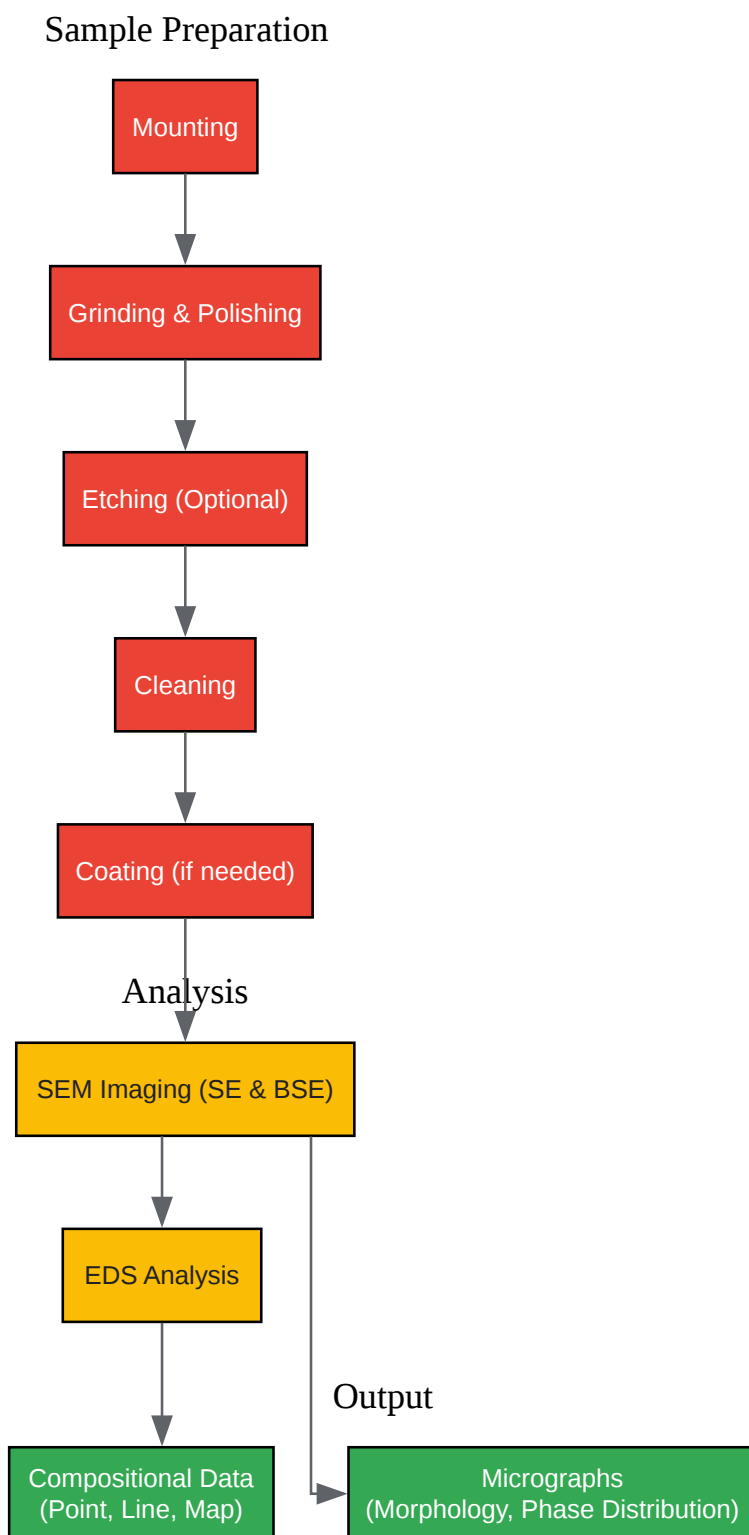 Sample Preparation
Mounting
Grinding & Polishing
Etching (Optional)
Cleaning
Coating (if needed)
Analysis
SEM Imaging (SE & BSE)
EDS Analysis
Output
Compositional Data
(Point, Line, Map)
Micrographs
(Morphology, Phase Distribution)